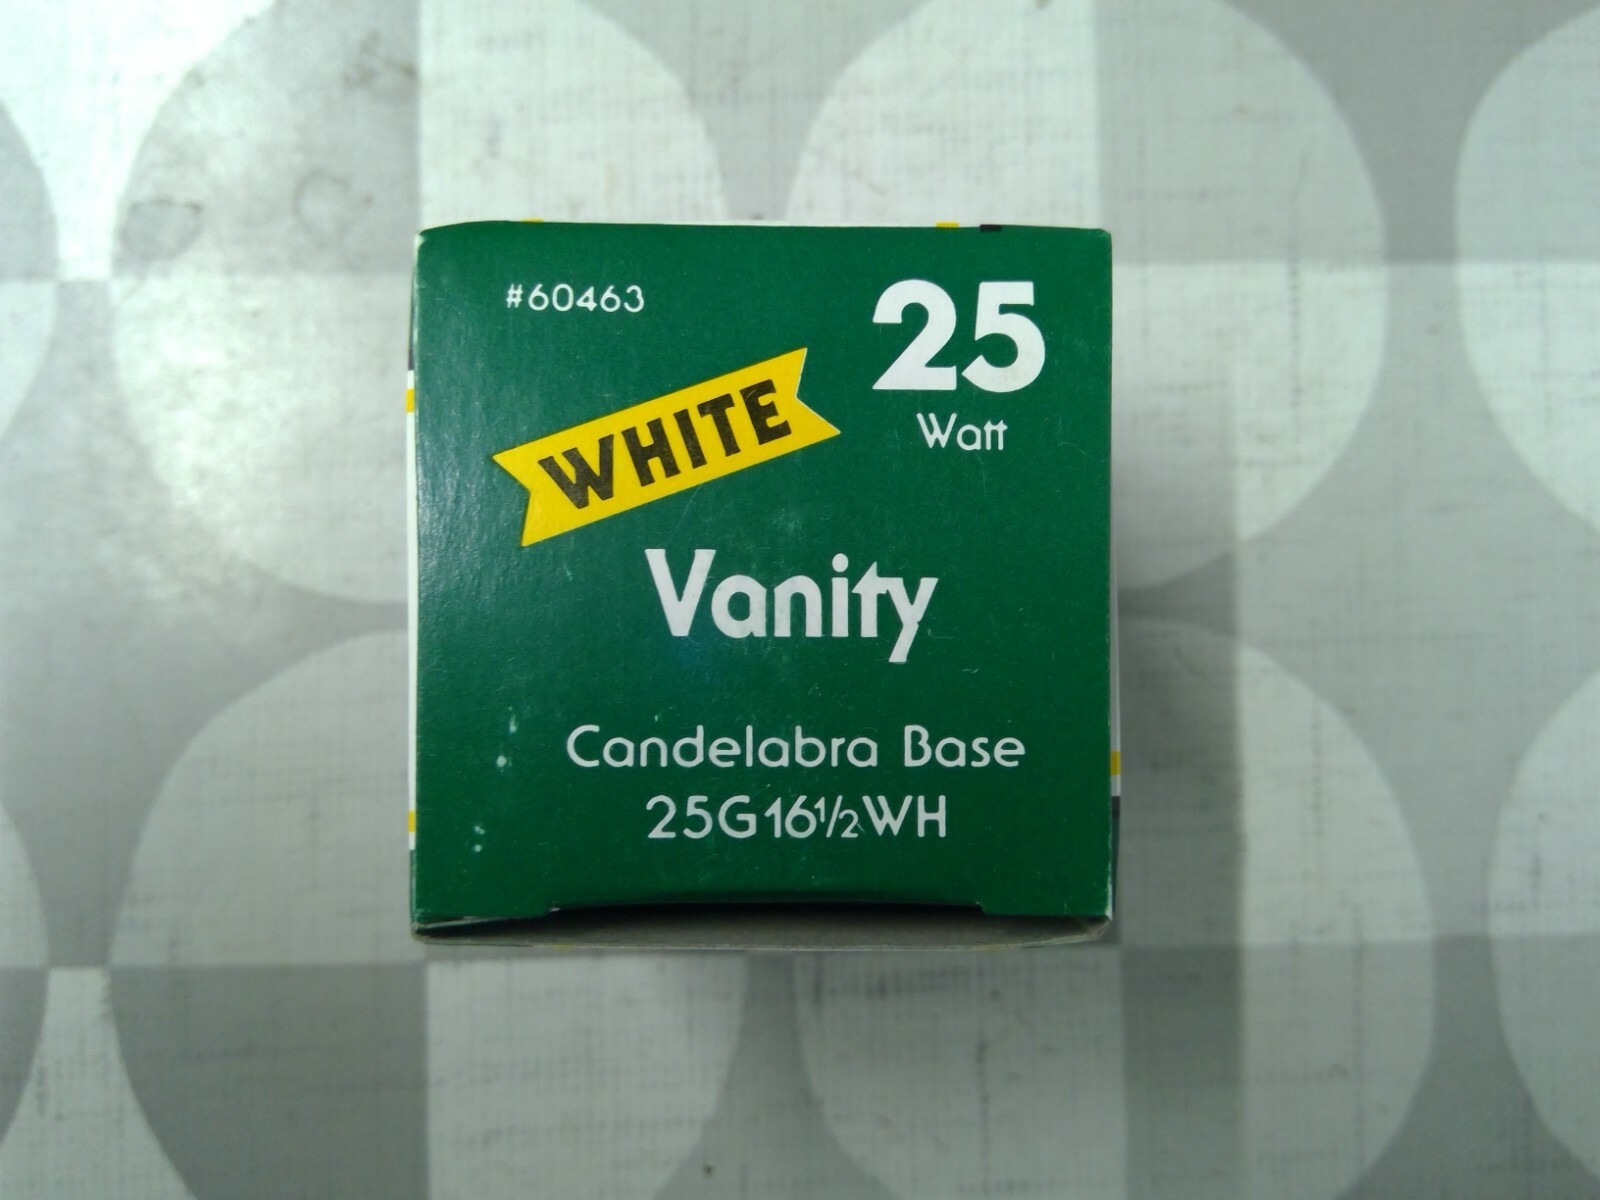 #60463
25
Watt
WHITE
Vanity
Candelabra Base
25G16½WH